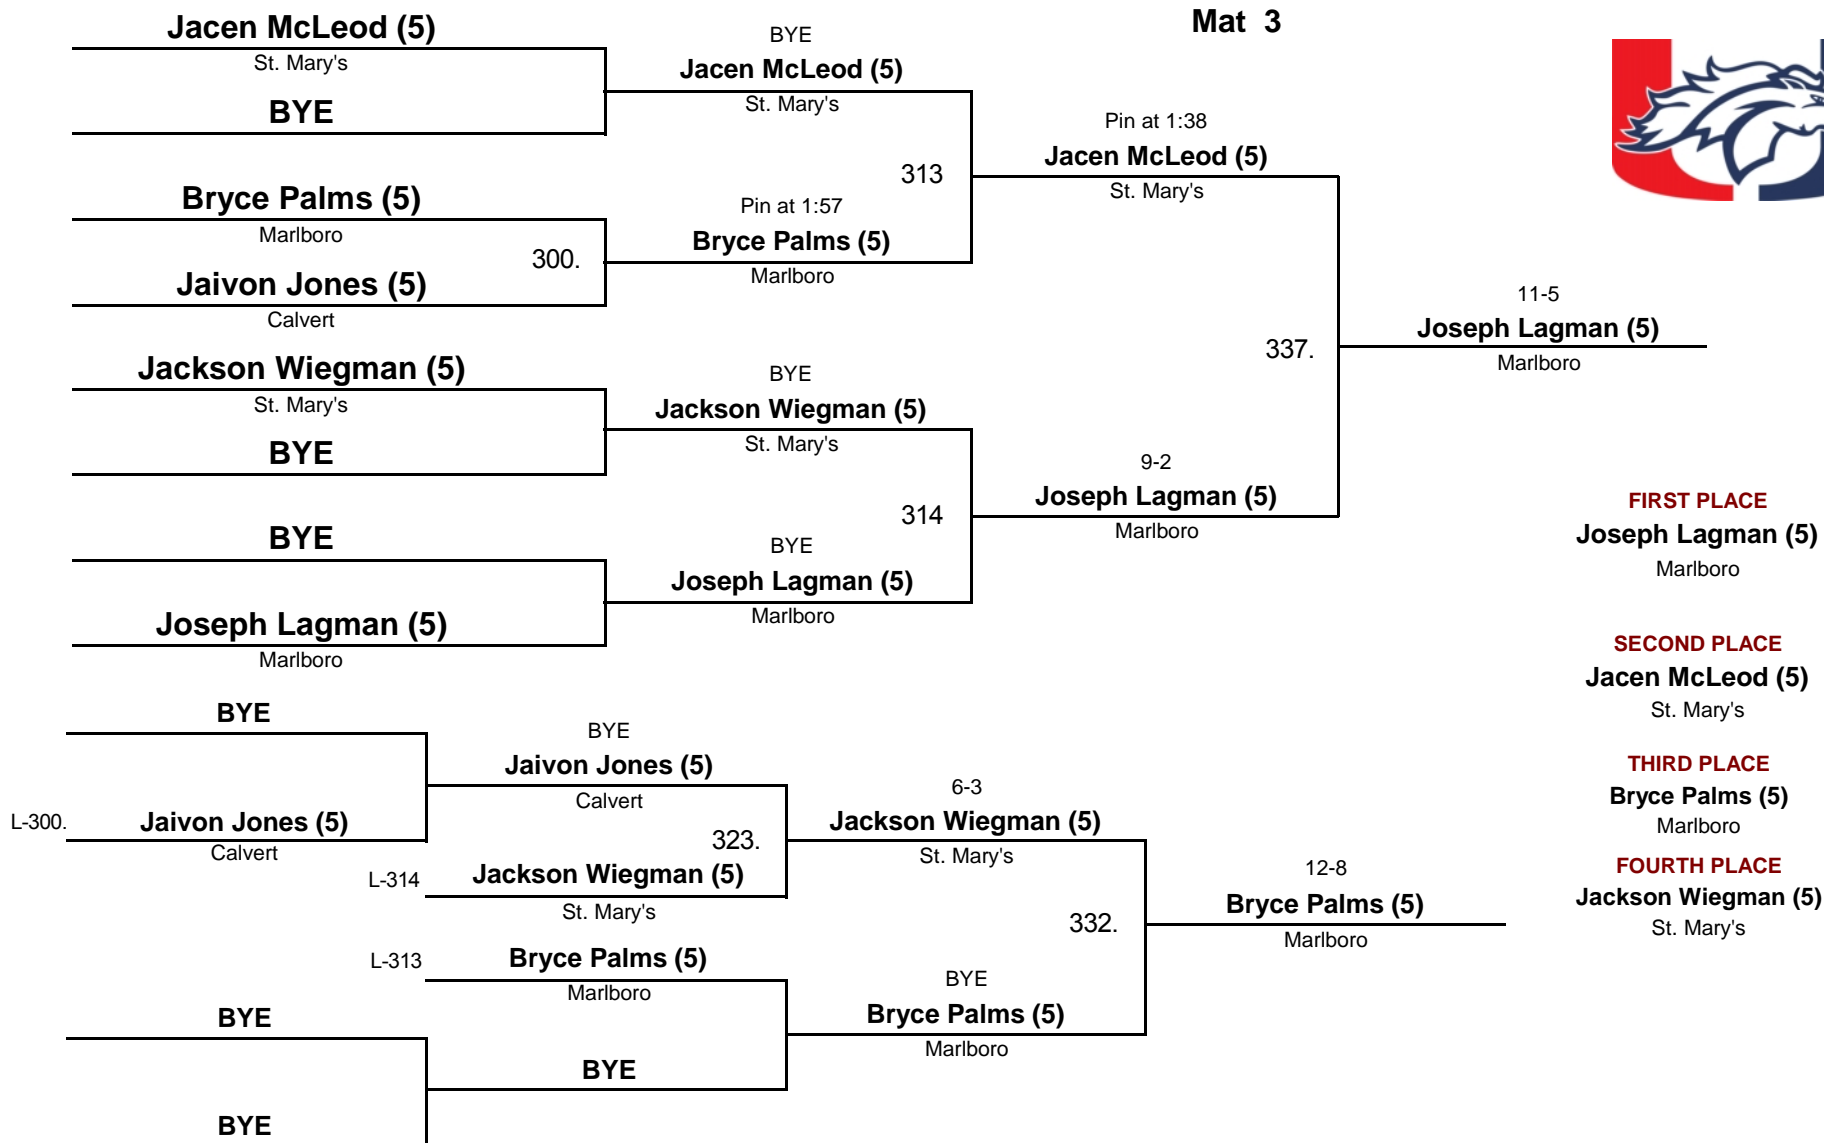 Mat 3
Jacen McLeod (5)
St. Mary's
BYE
Bryce Palms (5)
Marlboro
300.
Jaivon Jones (5)
Calvert
Jackson Wiegman (5)
St. Mary's
BYE
BYE
Joseph Lagman (5)
Marlboro
BYE
Jacen McLeod (5)
St. Mary's
313
Pin at 1:57
Bryce Palms (5)
Marlboro
BYE
Jackson Wiegman (5)
St. Mary's
314
BYE
Joseph Lagman (5)
Marlboro
Pin at 1:38
Jacen McLeod (5)
St. Mary's
337.
9-2
Joseph Lagman (5)
Marlboro
11-5
Joseph Lagman (5)
Marlboro
FIRST PLACE
Joseph Lagman (5)
Marlboro
SECOND PLACE
Jacen McLeod (5)
St. Mary's
THIRD PLACE
Bryce Palms (5)
Marlboro
FOURTH PLACE
Jackson Wiegman (5)
St. Mary's
BYE
L-300.
Jaivon Jones (5)
Calvert
BYE
Jaivon Jones (5)
Calvert
323.
L-314
Jackson Wiegman (5)
St. Mary's
L-313
Bryce Palms (5)
Marlboro
BYE
BYE
BYE
6-3
Jackson Wiegman (5)
St. Mary's
332.
BYE
Bryce Palms (5)
Marlboro
12-8
Bryce Palms (5)
Marlboro